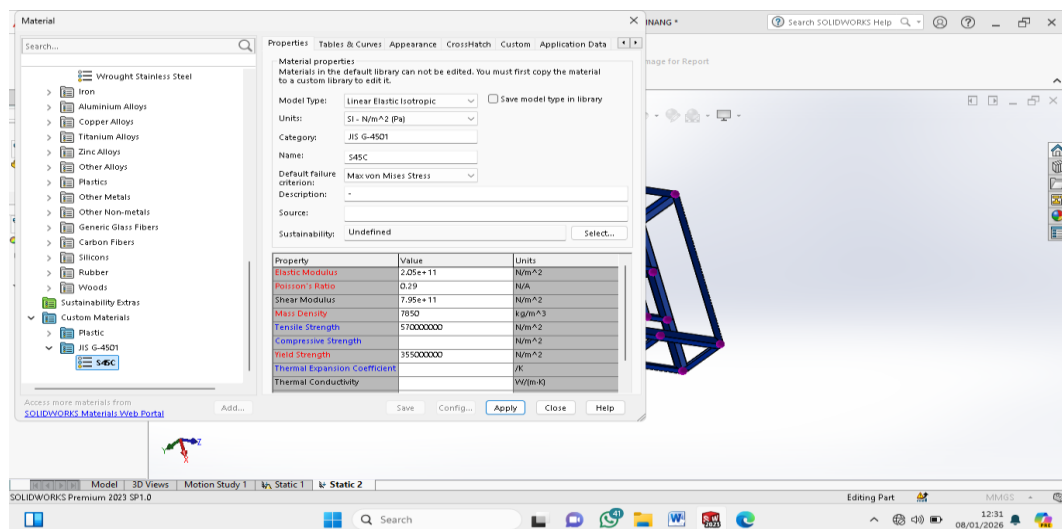 Material
NNANG *
Search SOLIDWORKS Help
Search...
Wrought Stainless Steel
Iron
Aluminium Alloys
Copper Alloys
Titanium Alloys
Zinc Alloys
Other Alloys
Plastics
Other Metals
Other Non-metals
Generic Glass Fibers
Carbon Fibers
Silicons
Rubber
Woods
Sustainability Extras
Custom Materials
Plastic
JIS G-4501
S45C
Access more materials from
SOLIDWORKS Materials Web Portal
Add...
Properties Tables & Curves Appearance CrossHatch Custom Application Data
Material properties
Materials in the default library can not be edited. You must first copy the material
to a custom library to edit it.
Model Type: Linear Elastic Isotropic Save model type in library
Units: SI - N/m^2 (Pa)
Category: JIS G-4501
Name: S45C
Default failure
criterion: Max von Mises Stress
Description: -
Source:
Sustainability: Undefined Select...
Property Value Units
Elastic Modulus 2.05e+11 N/m^2
Poisson's Ratio 0.29 N/A
Shear Modulus 7.95e+11 N/m^2
Mass Density 7850 kg/m^3
Tensile Strength 570000000 N/m^2
Compressive Strength N/m^2
Yield Strength 355000000 N/m^2
Thermal Expansion Coefficient /K
Thermal Conductivity W/(m·K)
Save Config... Apply Close Help
mage for Report
Y Z X
Model 3D Views Motion Study 1 Static 1 Static 2
SOLIDWORKS Premium 2023 SP1.0
Editing Part MMGS
Search
41
12:31
08/01/2026